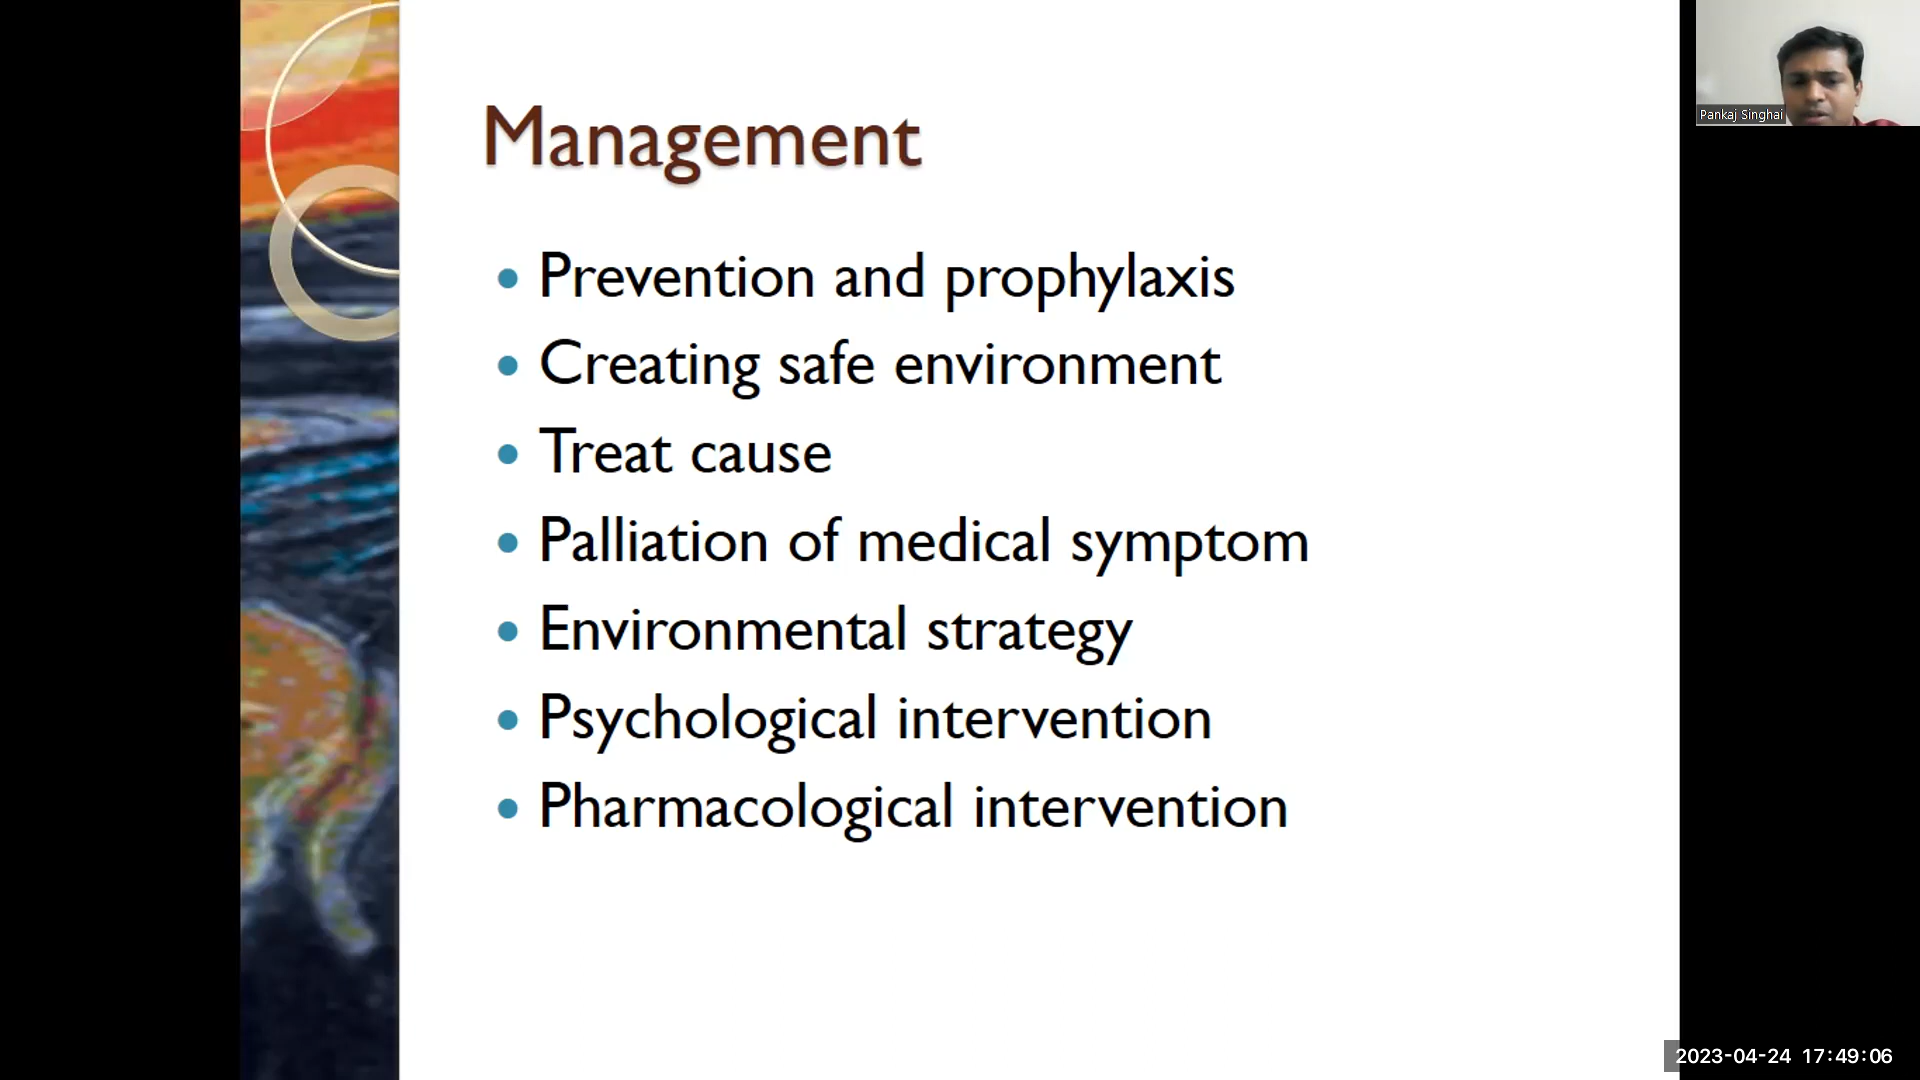 Management
Prevention and prophylaxis
Creating safe environment
Treat cause
Palliation of medical symptom
Environmental strategy
Psychological intervention
Pharmacological intervention
Pankaj Singhai
2023-04-24 17:49:06